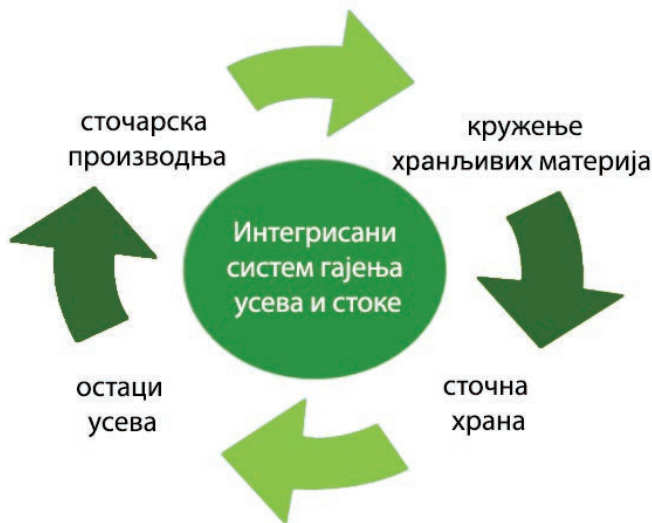 сточарска
производња
кружење
хранљивих материја
Интегрисани
систем гајења
усева и стоке
остаци
усева
сточна
храна